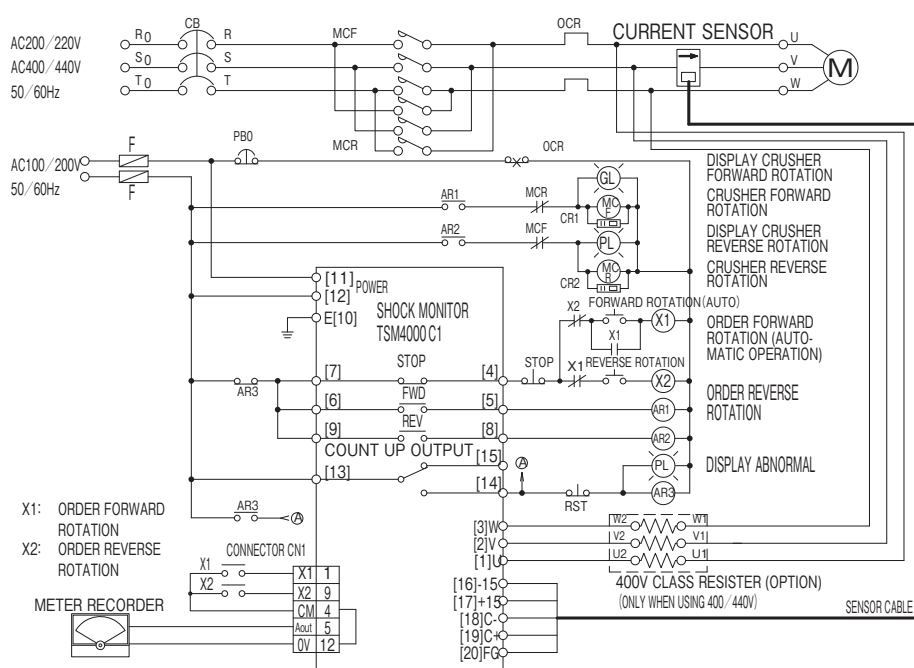 CB
OCR
CURRENT SENSOR
AC200/220V
R0
R
MCF
U
AC400/440V
S0
S
V
M
50/60Hz
T0
T
W
MCR
F
PB0
OCR
AC100/200V
50/60Hz
F
GL
DISPLAY CRUSHER
FORWARD ROTATION
AR1
MCR
CR1
MC
F
CRUSHER FORWARD
ROTATION
AR2
MCF
PL
DISPLAY CRUSHER
REVERSE ROTATION
CR2
MC
R
CRUSHER REVERSE
ROTATION
[11]
POWER
[12]
E[10]
SHOCK MONITOR
TSM4000C1
X2
FORWARD ROTATION(AUTO)
X1
X1
ORDER FORWARD
ROTATION (AUTO-
MATIC OPERATION)
STOP
[7]
[4]
STOP
X1
REVERSE ROTATION
X2
AR3
FWD
[6]
[5]
AR1
ORDER REVERSE
ROTATION
REV
[9]
[8]
AR2
COUNT UP OUTPUT
[15]
A
PL
DISPLAY ABNORMAL
[13]
[14]
RST
AR3
AR3
A
X1: ORDER FORWARD
ROTATION
X2: ORDER REVERSE
ROTATION
[3]W
W2
W1
[2]V
V2
V1
[1]U
U2
U1
CONNECTOR CN1
X1
X1
1
X2
X2
9
CM
4
Aout
5
0V
12
METER RECORDER
400V CLASS RESISTER (OPTION)
(ONLY WHEN USING 400/440V)
[16]-15
[17]+15
[18]C-
[19]C+
[20]FG
SENSOR CABLE